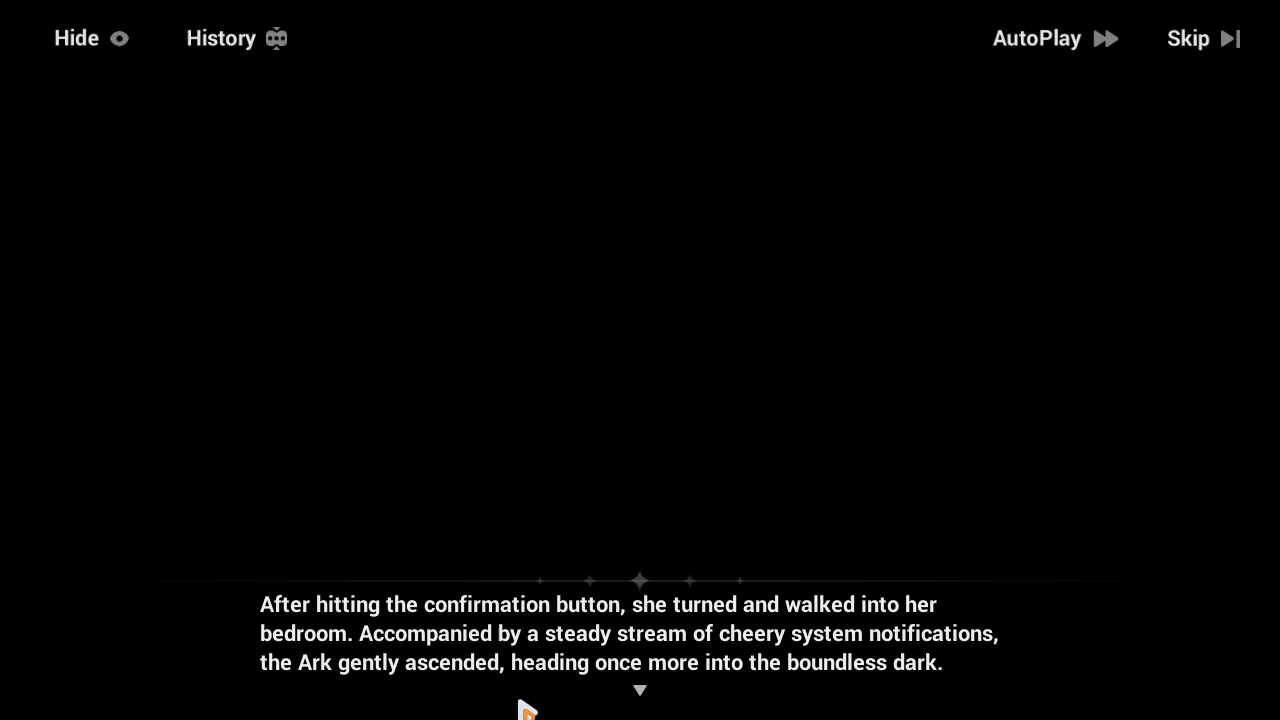 Hide
History
AutoPlay
Skip
After hitting the confirmation button, she turned and walked into her
bedroom. Accompanied by a steady stream of cheery system notifications,
the Ark gently ascended, heading once more into the boundless dark.